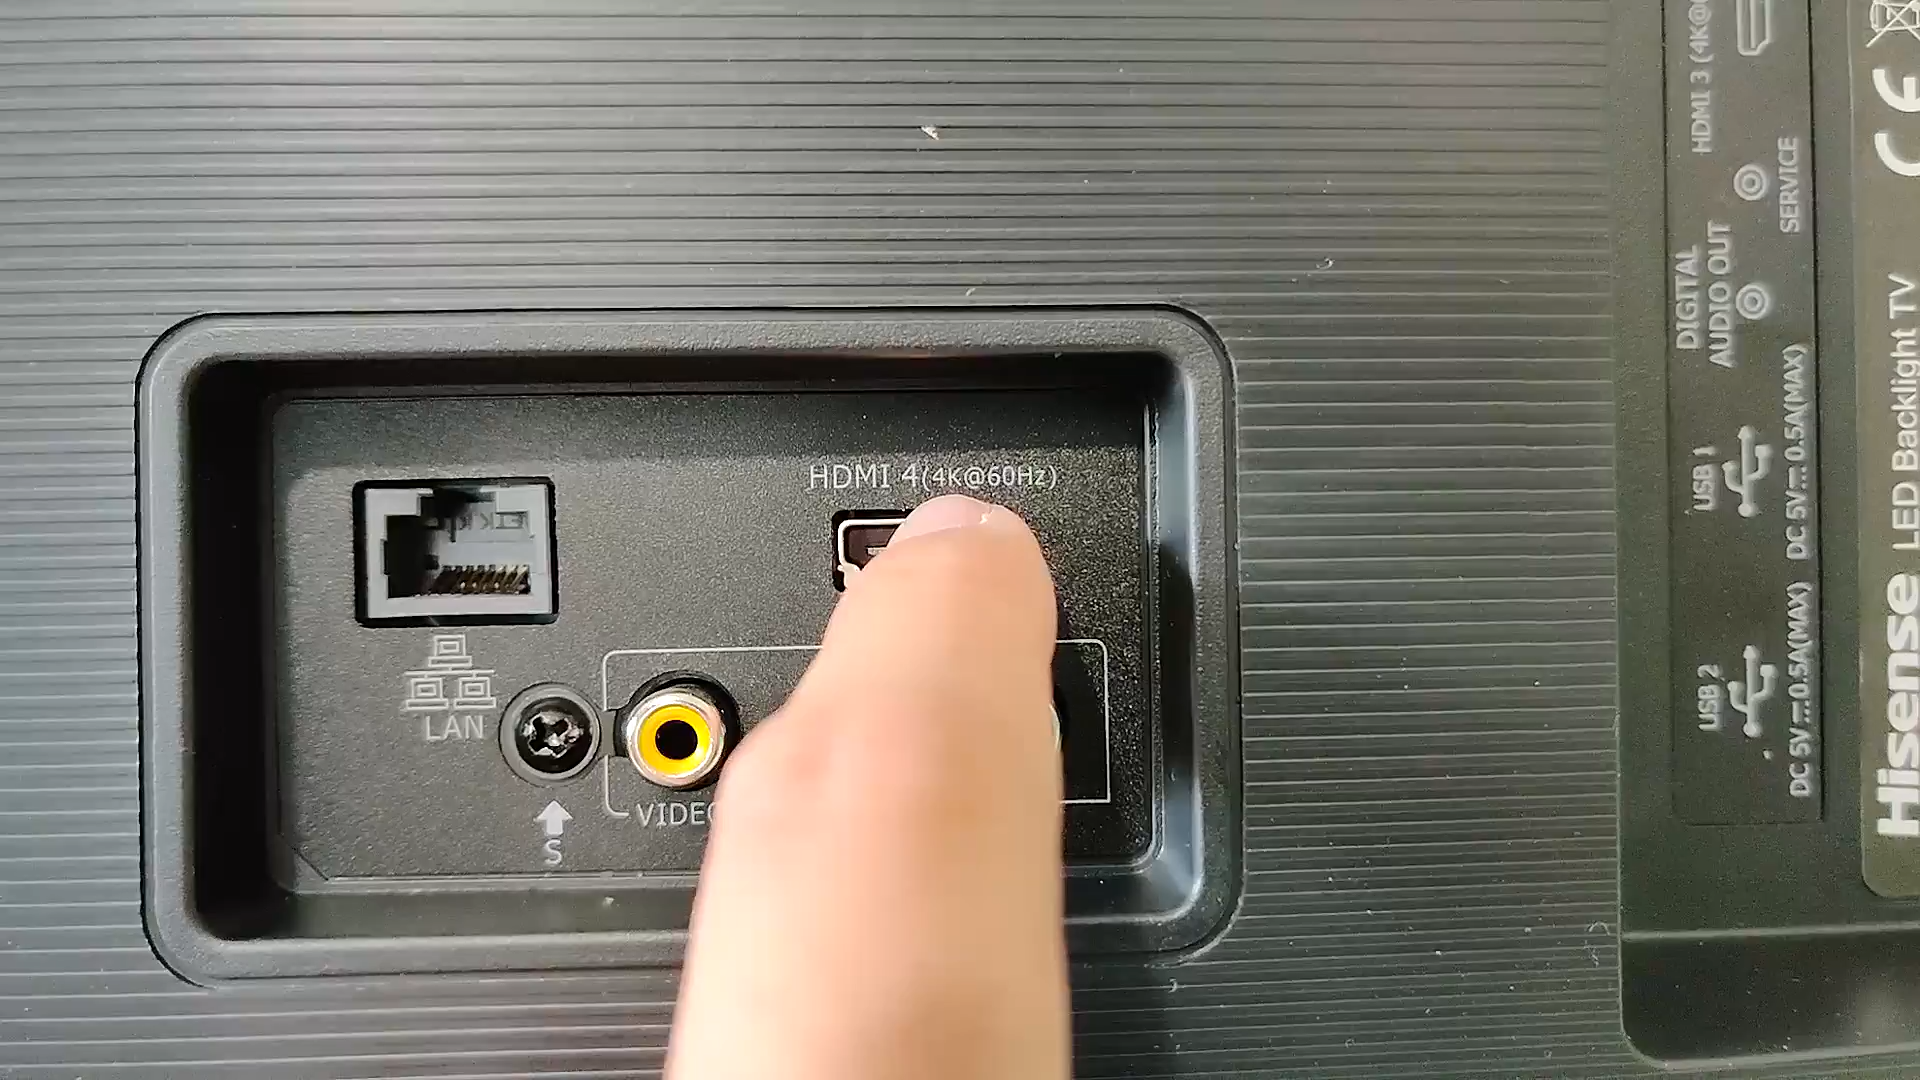 HDMI 4(4K@60Hz)
LAN
S
VIDEO
HDMI 3 (4K@
SERVICE
DIGITAL
AUDIO OUT
USB 1
DC 5V⎓0.5A(MAX)
USB 2
DC 5V⎓0.5A(MAX)
CE
Hisense LED Backlight TV